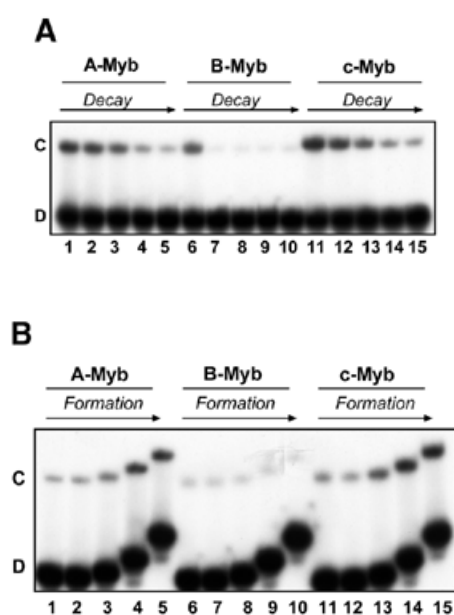 A
A-Myb B-Myb c-Myb
Decay Decay Decay
C
D
1 2 3 4 5 6 7 8 9 10 11 12 13 14 15
B
A-Myb B-Myb c-Myb
Formation Formation Formation
C
D
1 2 3 4 5 6 7 8 9 10 11 12 13 14 15